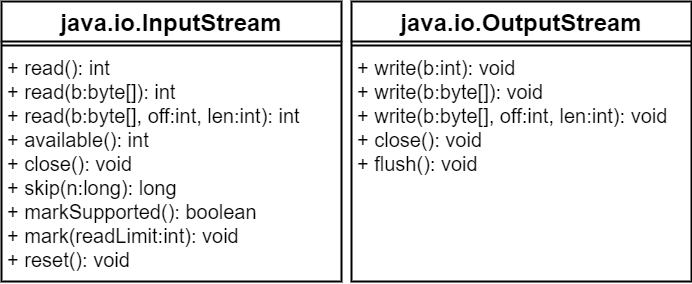 java.io.InputStream
+ read(): int
+ read(b:byte[]): int
+ read(b:byte[], off:int, len:int): int
+ available(): int
+ close(): void
+ skip(n:long): long
+ markSupported(): boolean
+ mark(readLimit:int): void
+ reset(): void
java.io.OutputStream
+ write(b:int): void
+ write(b:byte[]): void
+ write(b:byte[], off:int, len:int): void
+ close(): void
+ flush(): void